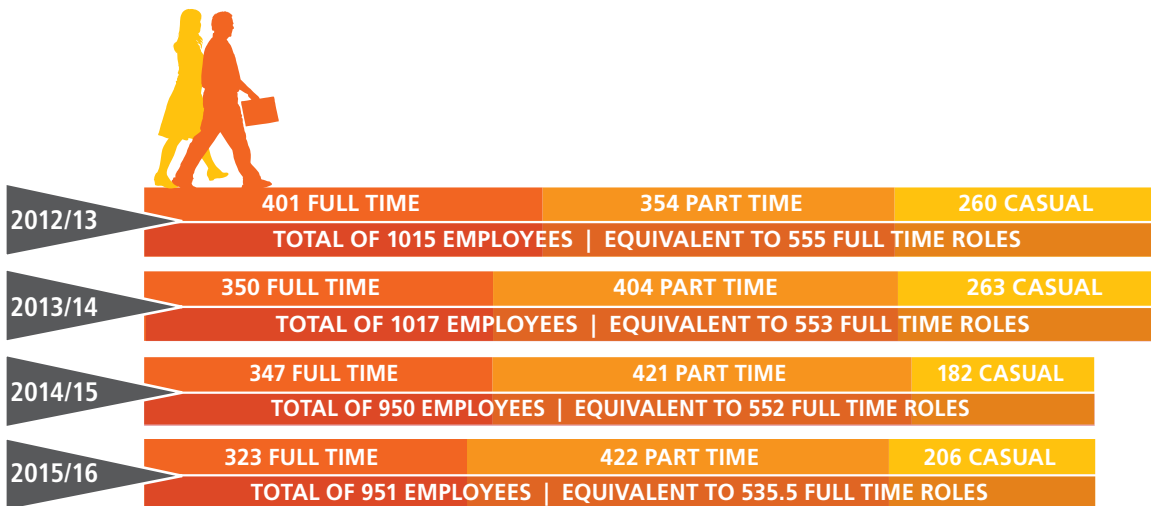 2012/13
401 FULL TIME 354 PART TIME 260 CASUAL
TOTAL OF 1015 EMPLOYEES | EQUIVALENT TO 555 FULL TIME ROLES
2013/14
350 FULL TIME 404 PART TIME 263 CASUAL
TOTAL OF 1017 EMPLOYEES | EQUIVALENT TO 553 FULL TIME ROLES
2014/15
347 FULL TIME 421 PART TIME 182 CASUAL
TOTAL OF 950 EMPLOYEES | EQUIVALENT TO 552 FULL TIME ROLES
2015/16
323 FULL TIME 422 PART TIME 206 CASUAL
TOTAL OF 951 EMPLOYEES | EQUIVALENT TO 535.5 FULL TIME ROLES